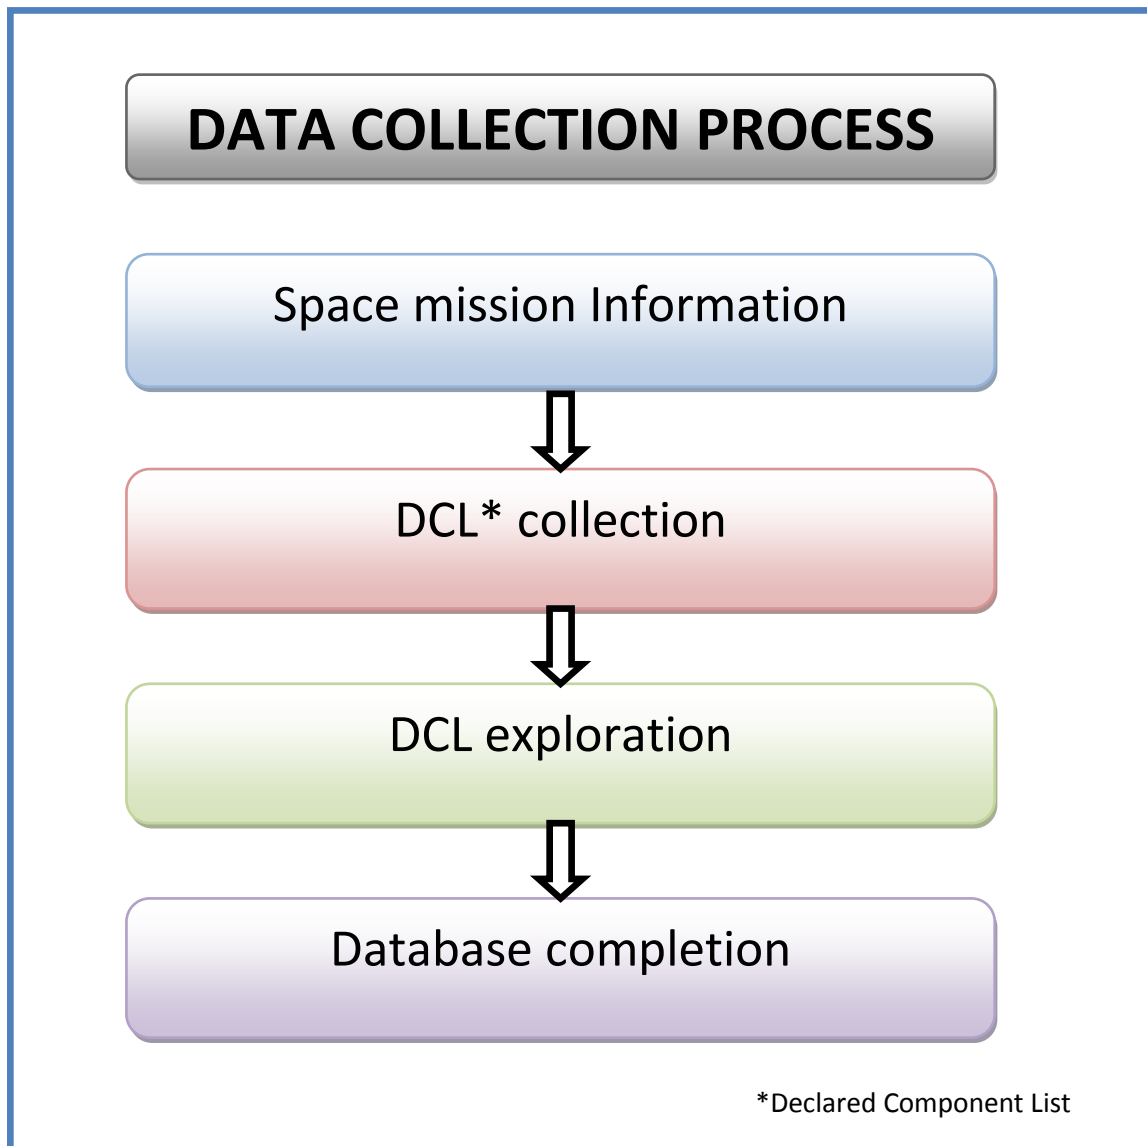 DATA COLLECTION PROCESS
Space mission Information
DCL* collection
DCL exploration
Database completion
*Declared Component List